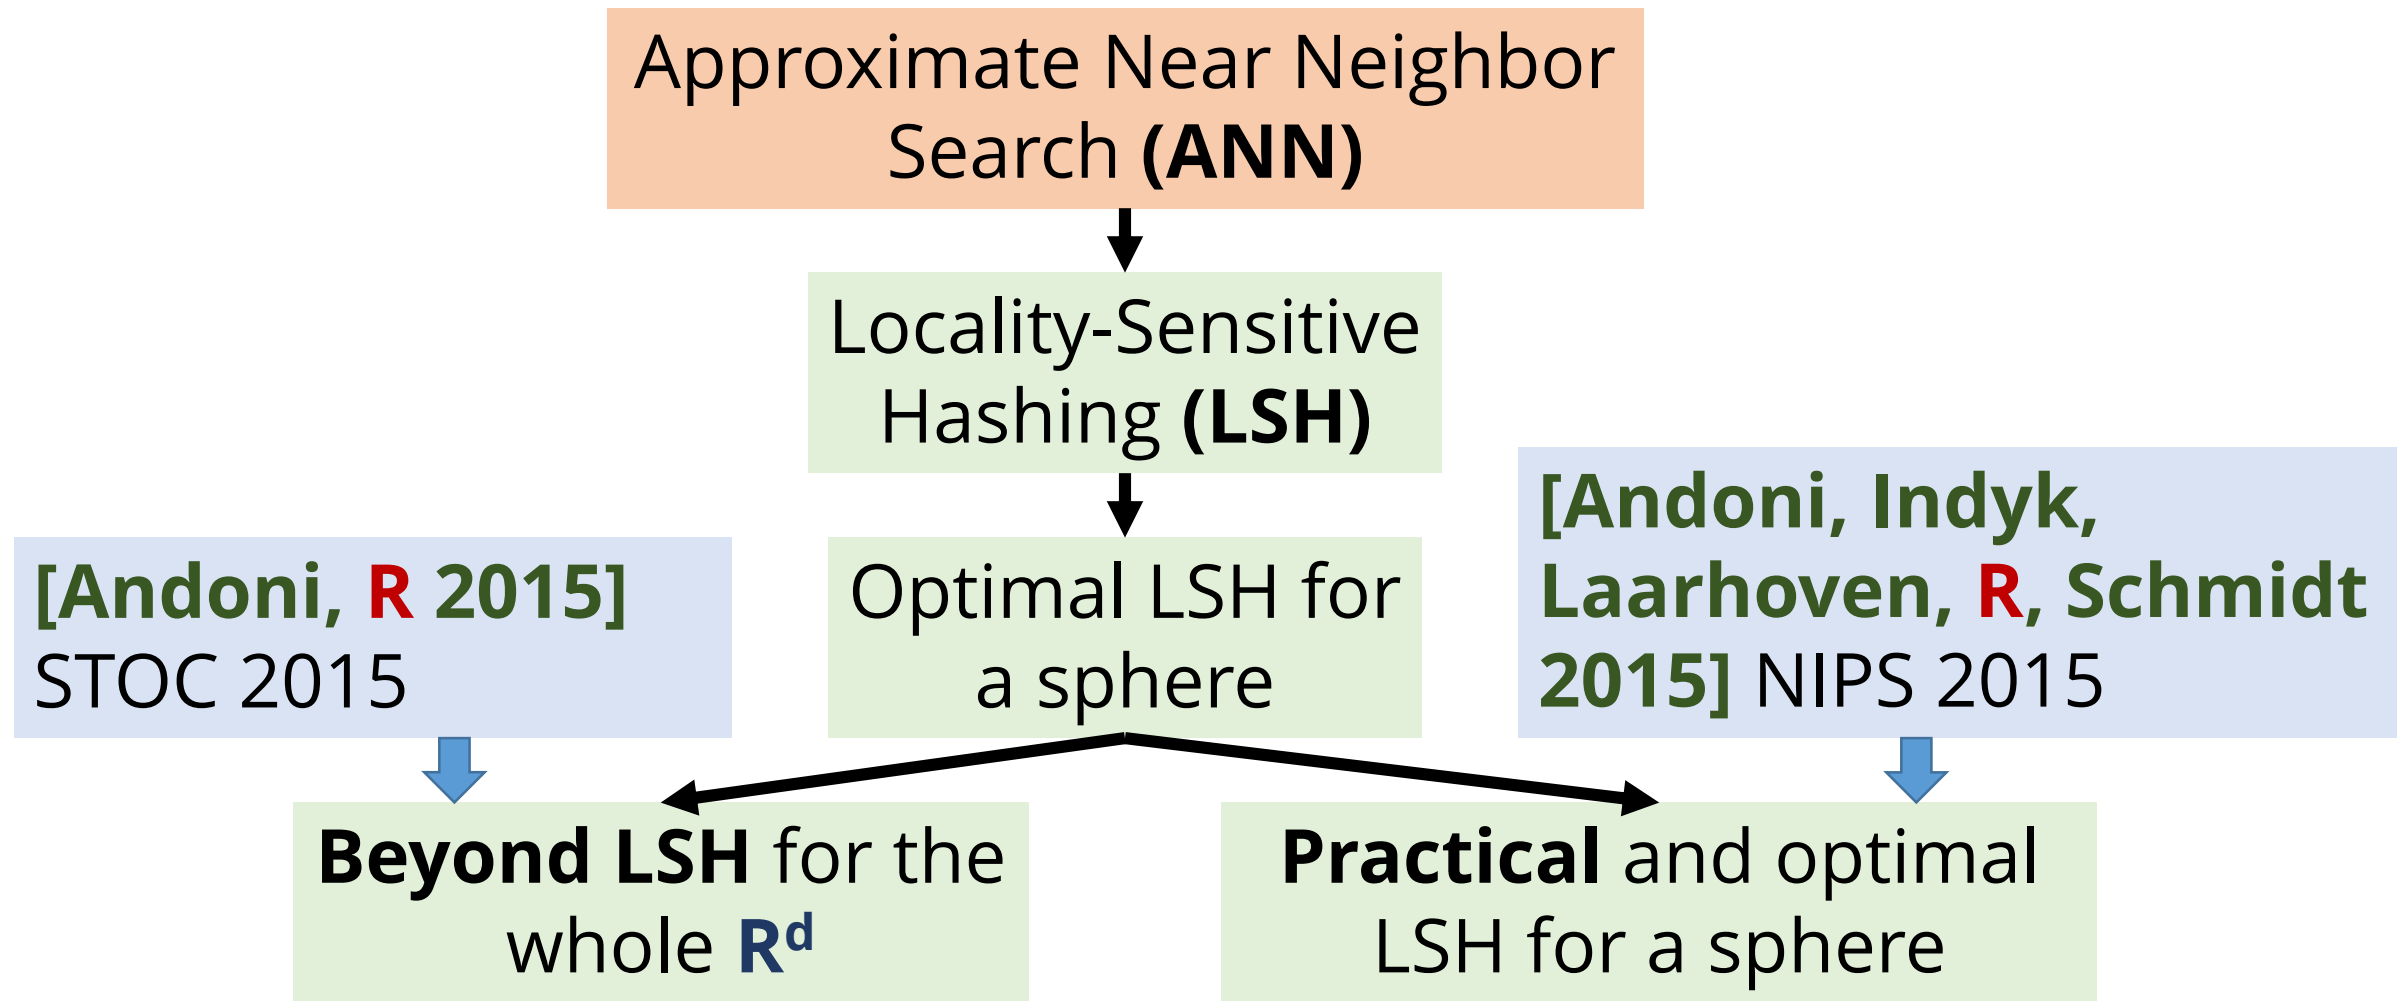 Approximate Near Neighbor
Search (ANN)
Locality-Sensitive
Hashing (LSH)
[Andoni, R 2015]
STOC 2015
Optimal LSH for
a sphere
[Andoni, Indyk,
Laarhoven, R, Schmidt
2015] NIPS 2015
Beyond LSH for the
whole Rᵈ
Practical and optimal
LSH for a sphere